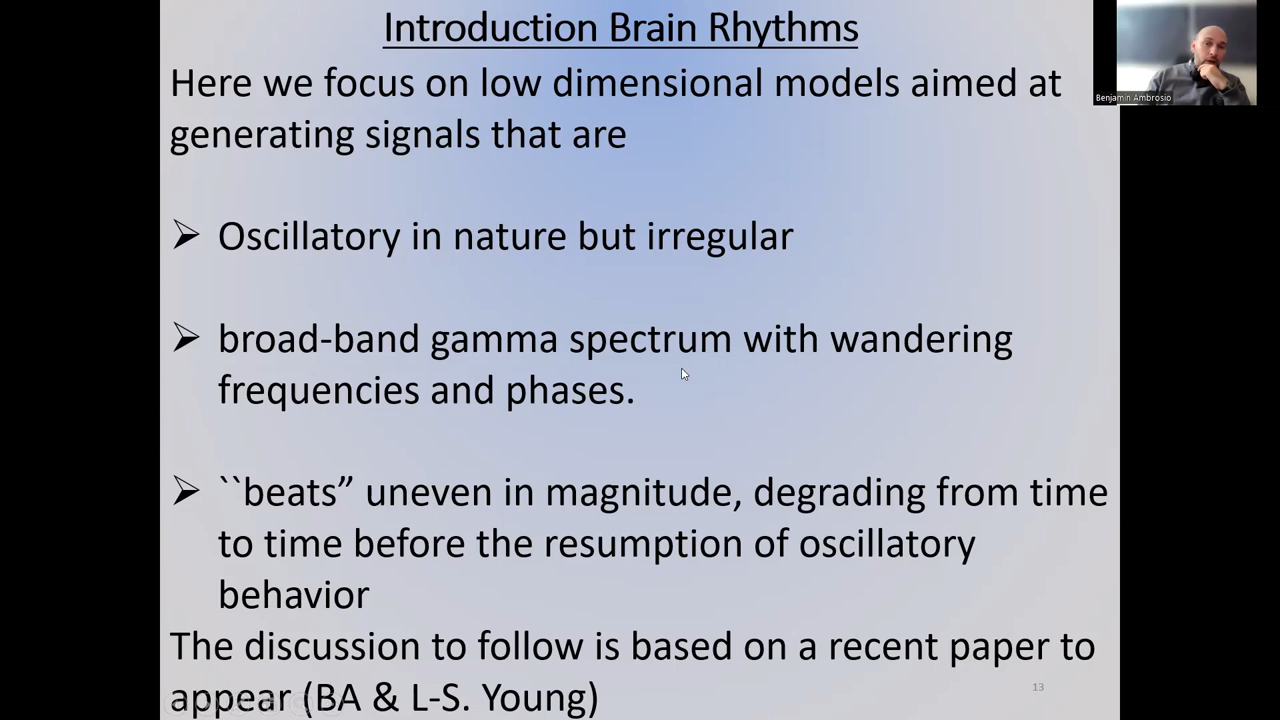 Introduction Brain Rhythms
Here we focus on low dimensional models aimed at
generating signals that are
Oscillatory in nature but irregular
broad-band gamma spectrum with wandering
frequencies and phases.
``beats” uneven in magnitude, degrading from time
to time before the resumption of oscillatory
behavior
The discussion to follow is based on a recent paper to
appear (BA & L-S. Young)
13
Benjamin Ambrosio